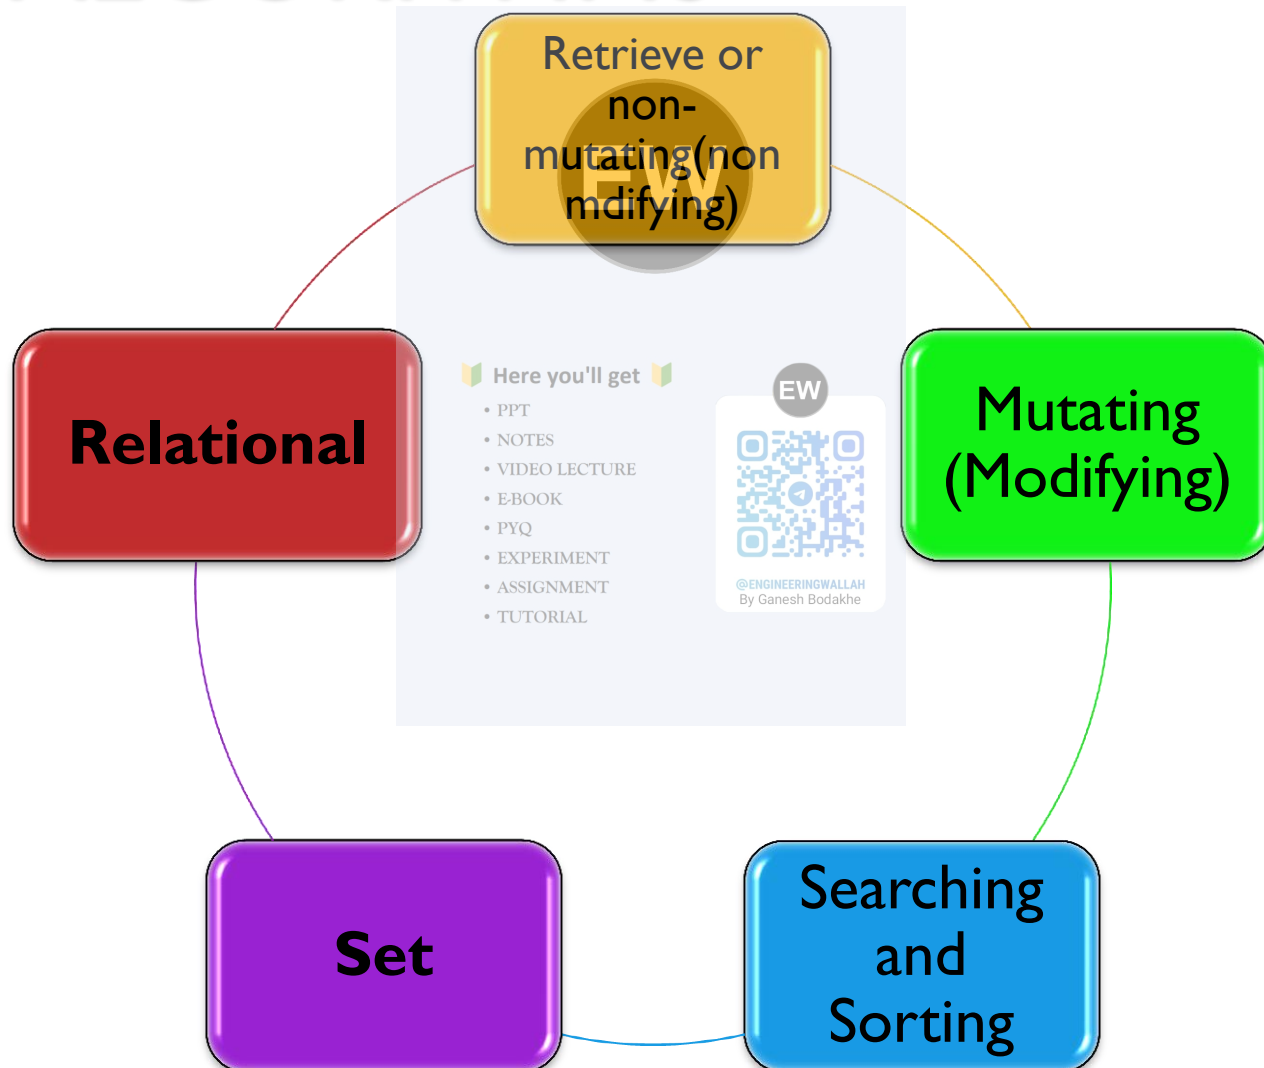 Retrieve or
non-
mutating(non
mdifying)
EW
Relational
Mutating
(Modifying)
Here you'll get
• PPT
• NOTES
• VIDEO LECTURE
• E-BOOK
• PYQ
• EXPERIMENT
• ASSIGNMENT
• TUTORIAL
EW
@ENGINEERINGWALLAH
By Ganesh Bodakhe
Set
Searching
and
Sorting